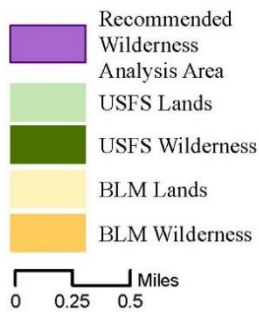 Recommended
Wilderness
Analysis Area
USFS Lands
USFS Wilderness
BLM Lands
BLM Wilderness
Miles
0 0.25 0.5